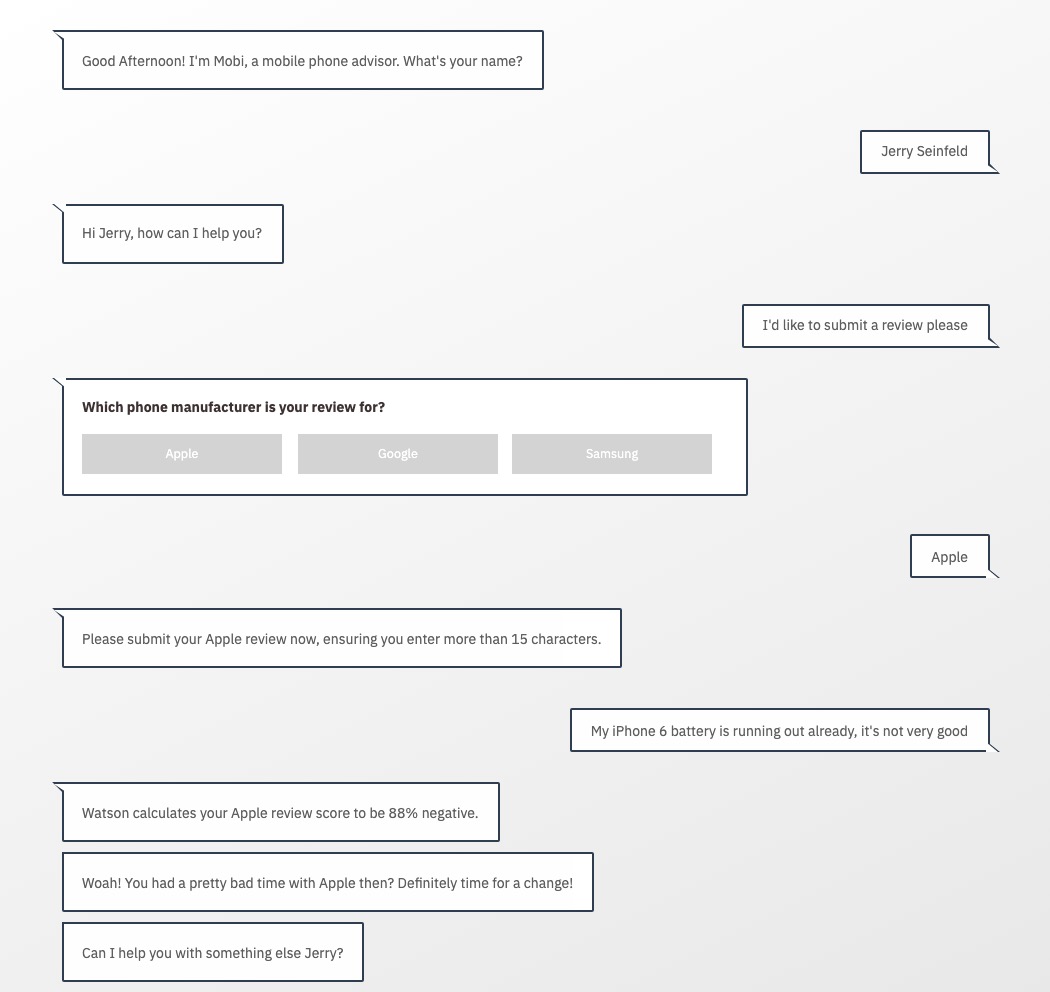 Good Afternoon! I'm Mobi, a mobile phone advisor. What's your name?
Jerry Seinfeld
Hi Jerry, how can I help you?
I'd like to submit a review please
Which phone manufacturer is your review for?
Apple Google Samsung
Apple
Please submit your Apple review now, ensuring you enter more than 15 characters.
My iPhone 6 battery is running out already, it's not very good
Watson calculates your Apple review score to be 88% negative.
Woah! You had a pretty bad time with Apple then? Definitely time for a change!
Can I help you with something else Jerry?